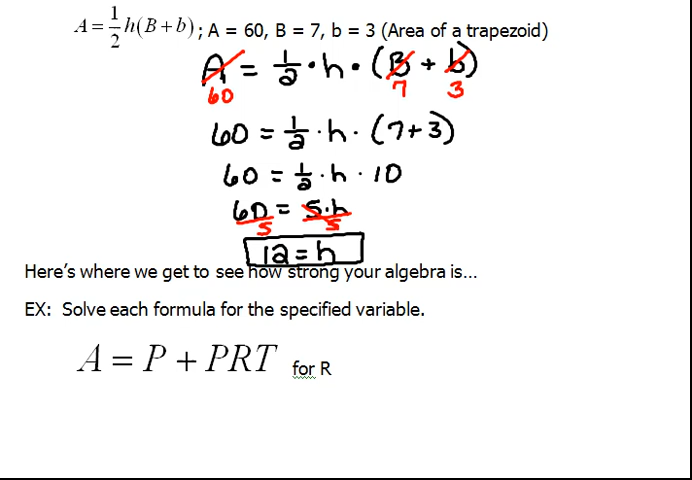 A = 1/2 h(B + b); A = 60, B = 7, b = 3 (Area of a trapezoid)
A = 1/2 · h · (B + b)
60 7 3
60 = 1/2 · h · (7 + 3)
60 = 1/2 · h · 10
60 = 5 · h
5 5
12 = h
Here's where we get to see how strong your algebra is...
EX: Solve each formula for the specified variable.
A = P + PRT for R